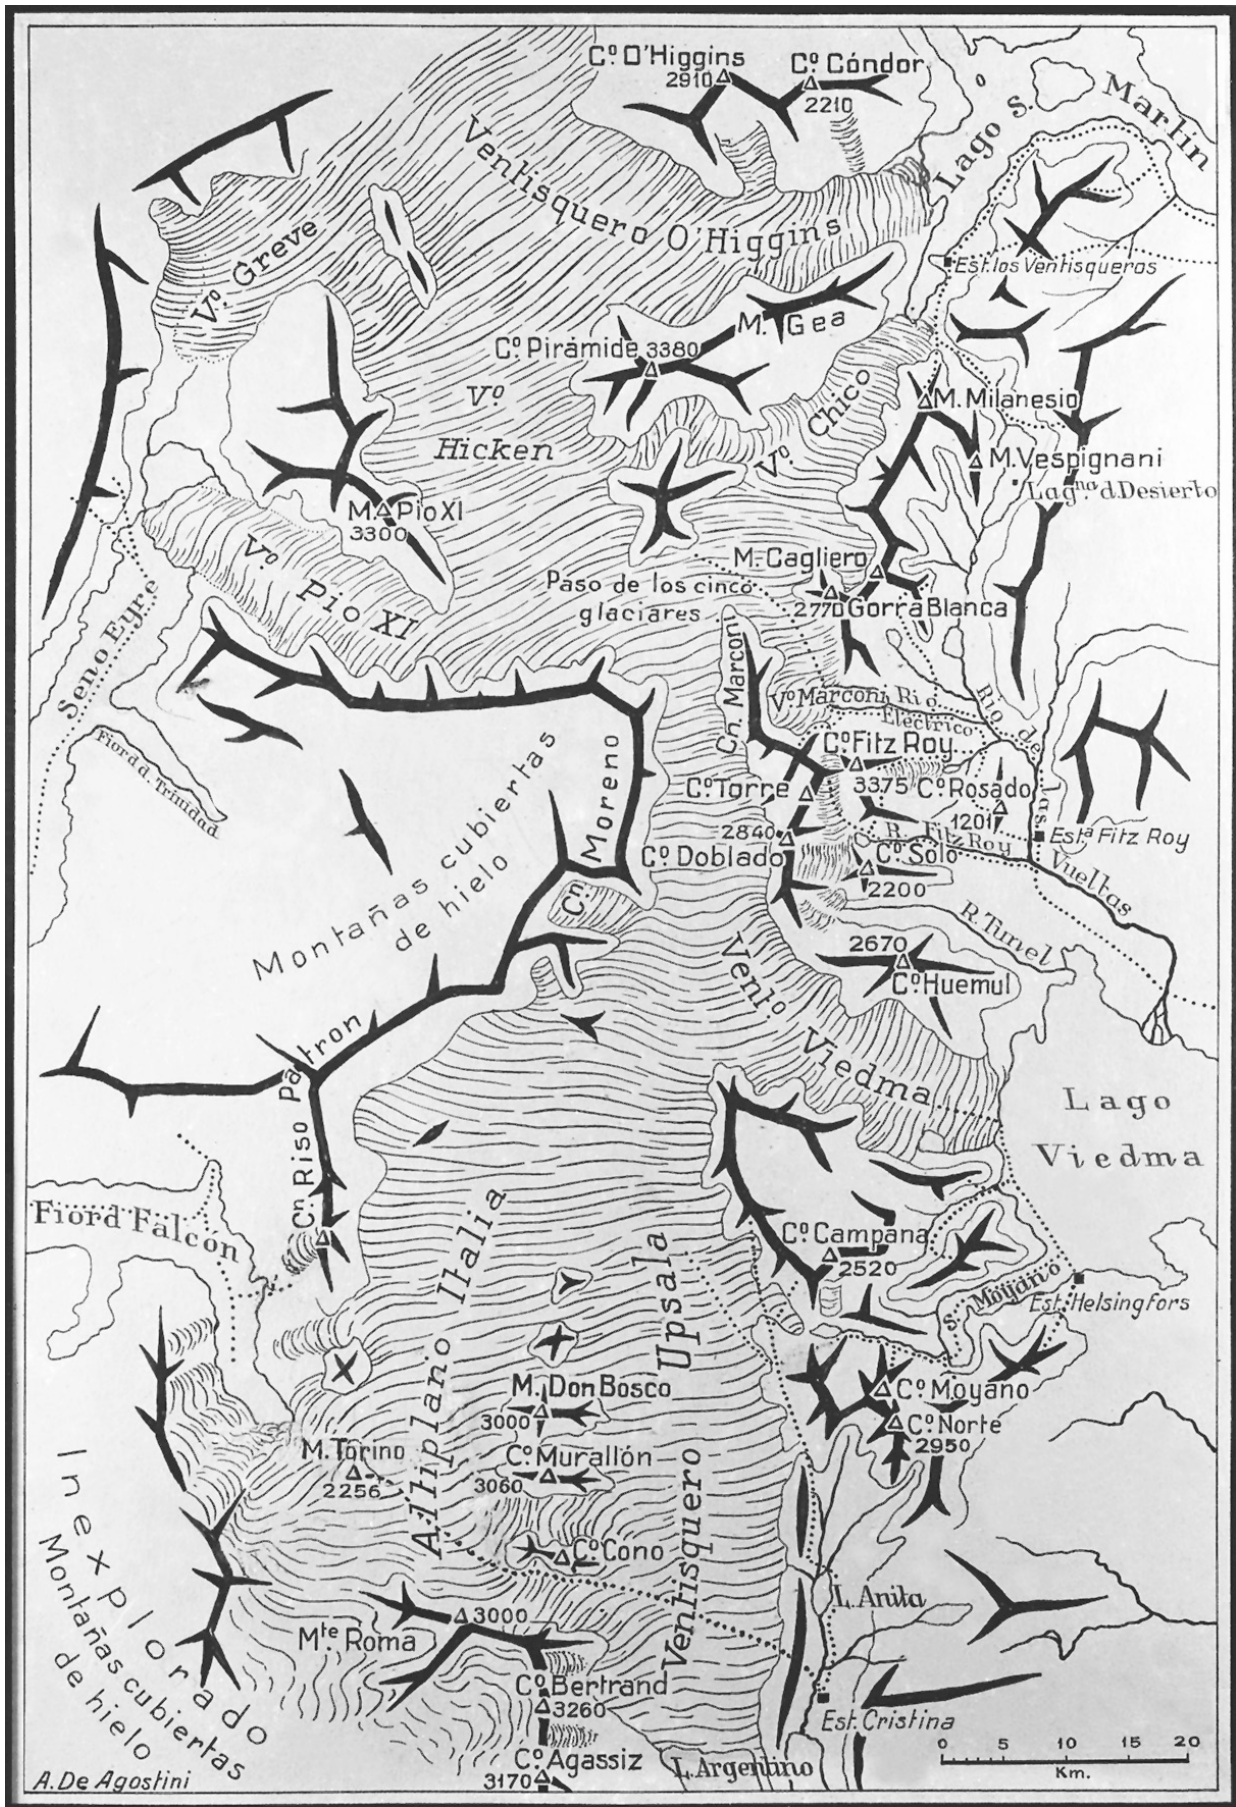 Cº O'Higgins
2910
Cº Cóndor
2210
Lago S. Martin
Ventisquero O'Higgins
Vº Greve
Est. los Ventisqueros
M. Gea
Cº Pirámide 3380
Vº
Hicken
Vº Chico
M. Milanesio
M. Vespignani
Lagna d. Desierto
M. Pio XI
3300
Vº Pio XI
M. Cagliero
Paso de los cinco
glaciares
2770 Gorra Blanca
Seno Eyre
Cn. Marconi
Vº Marconi
Rio
Eléctrico
Rio de las Vueltas
Fiord d. Trinidad
Cº Fitz Roy
3375
Cº Torre
Cº Rosado
1201
2840
Cº Doblado
R. Fitz Roy
Esta Fitz Roy
Cº Solo
2200
Cn. Moreno
Montañas cubiertas
de hielo
R. Tunel
2670
Cº Huemul
Vento Viedma
Lago
Viedma
Cn Riso Patron
Fiord Falcon
Altiplano Italia
Ventisquero Upsala
Cº Campana
2520
S. Moyano
Est. Helsingfors
M. Don Bosco
3000
Cº Moyano
Cº Norte
2950
M. Torino
2256
Cº Murallón
3060
Cº Cono
Inexplorado
Montañas cubiertas
de hielo
3000
Mte Roma
L. Anita
Cº Bertrand
3260
Est. Cristina
Cº Agassiz
3170
L. Argentino
0 5 10 15 20
Km.
A. De Agostini